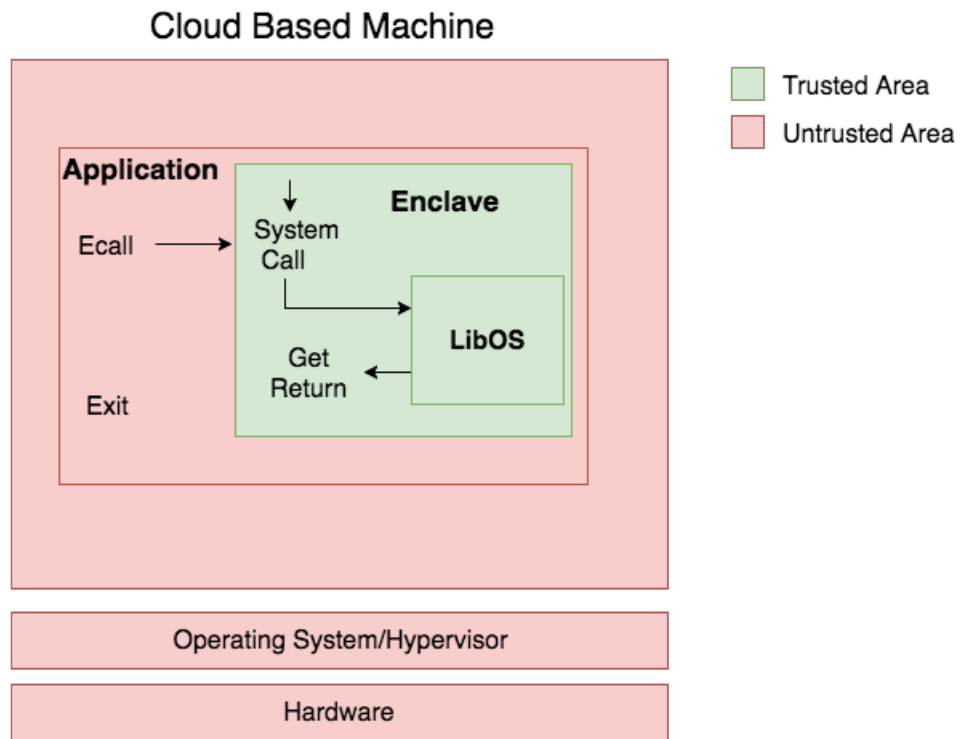 Cloud Based Machine
Trusted Area
Untrusted Area
Application
Enclave
Ecall
System
Call
LibOS
Get
Return
Exit
Operating System/Hypervisor
Hardware